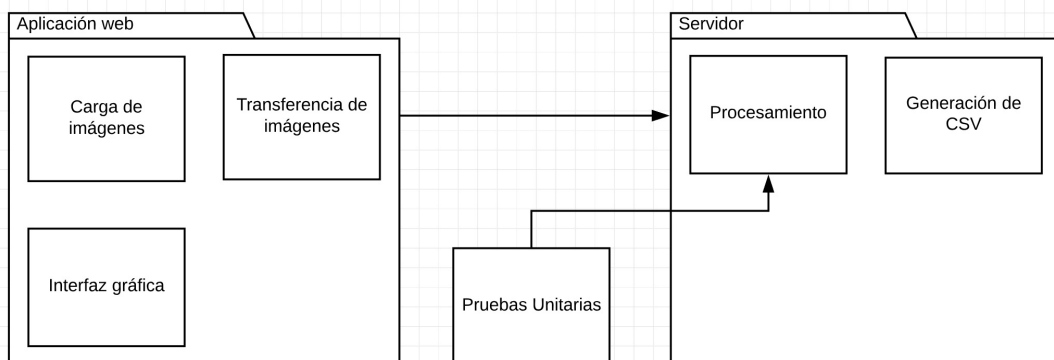 Aplicación web
Servidor
Carga de
imágenes
Transferencia de
imágenes
Procesamiento
Generación de
CSV
Interfaz gráfica
Pruebas Unitarias